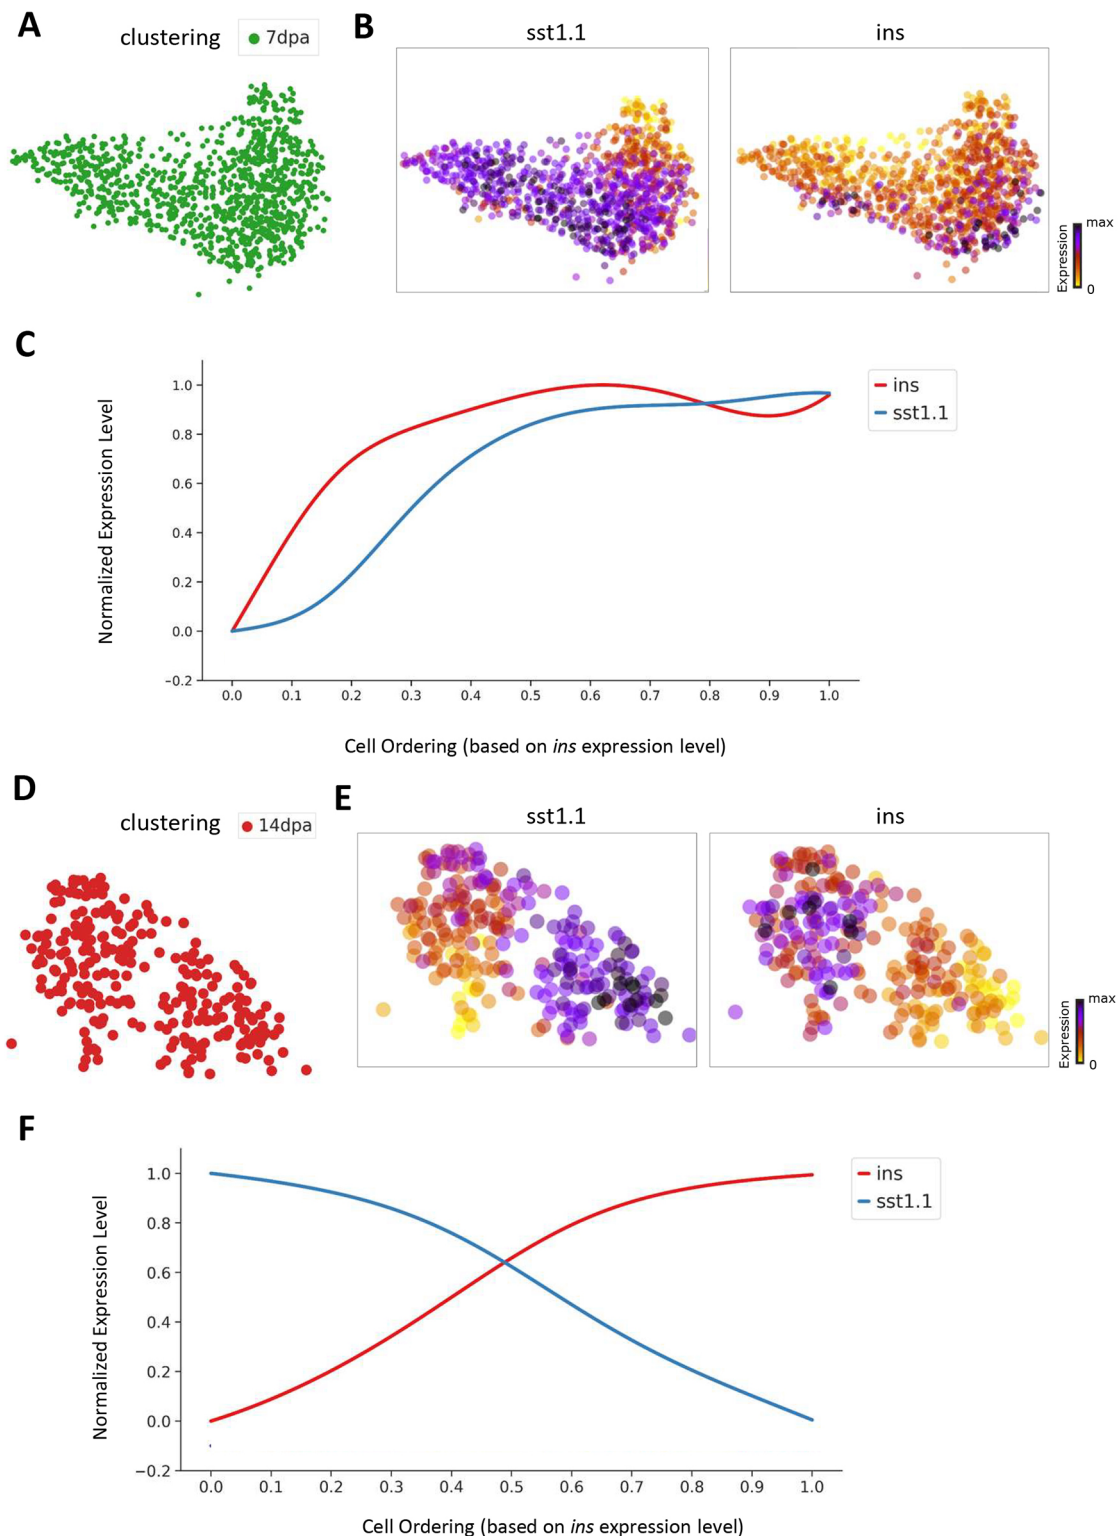 A
clustering
7dpa
B
sst1.1
ins
Expression
max
0
C
Normalized Expression Level
1.0
0.8
0.6
0.4
0.2
0.0
−0.2
0.0 0.1 0.2 0.3 0.4 0.5 0.6 0.7 0.8 0.9 1.0
Cell Ordering (based on ins expression level)
ins
sst1.1
D
clustering
14dpa
E
sst1.1
ins
Expression
max
0
F
Normalized Expression Level
1.0
0.8
0.6
0.4
0.2
0.0
−0.2
0.0 0.1 0.2 0.3 0.4 0.5 0.6 0.7 0.8 0.9 1.0
Cell Ordering (based on ins expression level)
ins
sst1.1